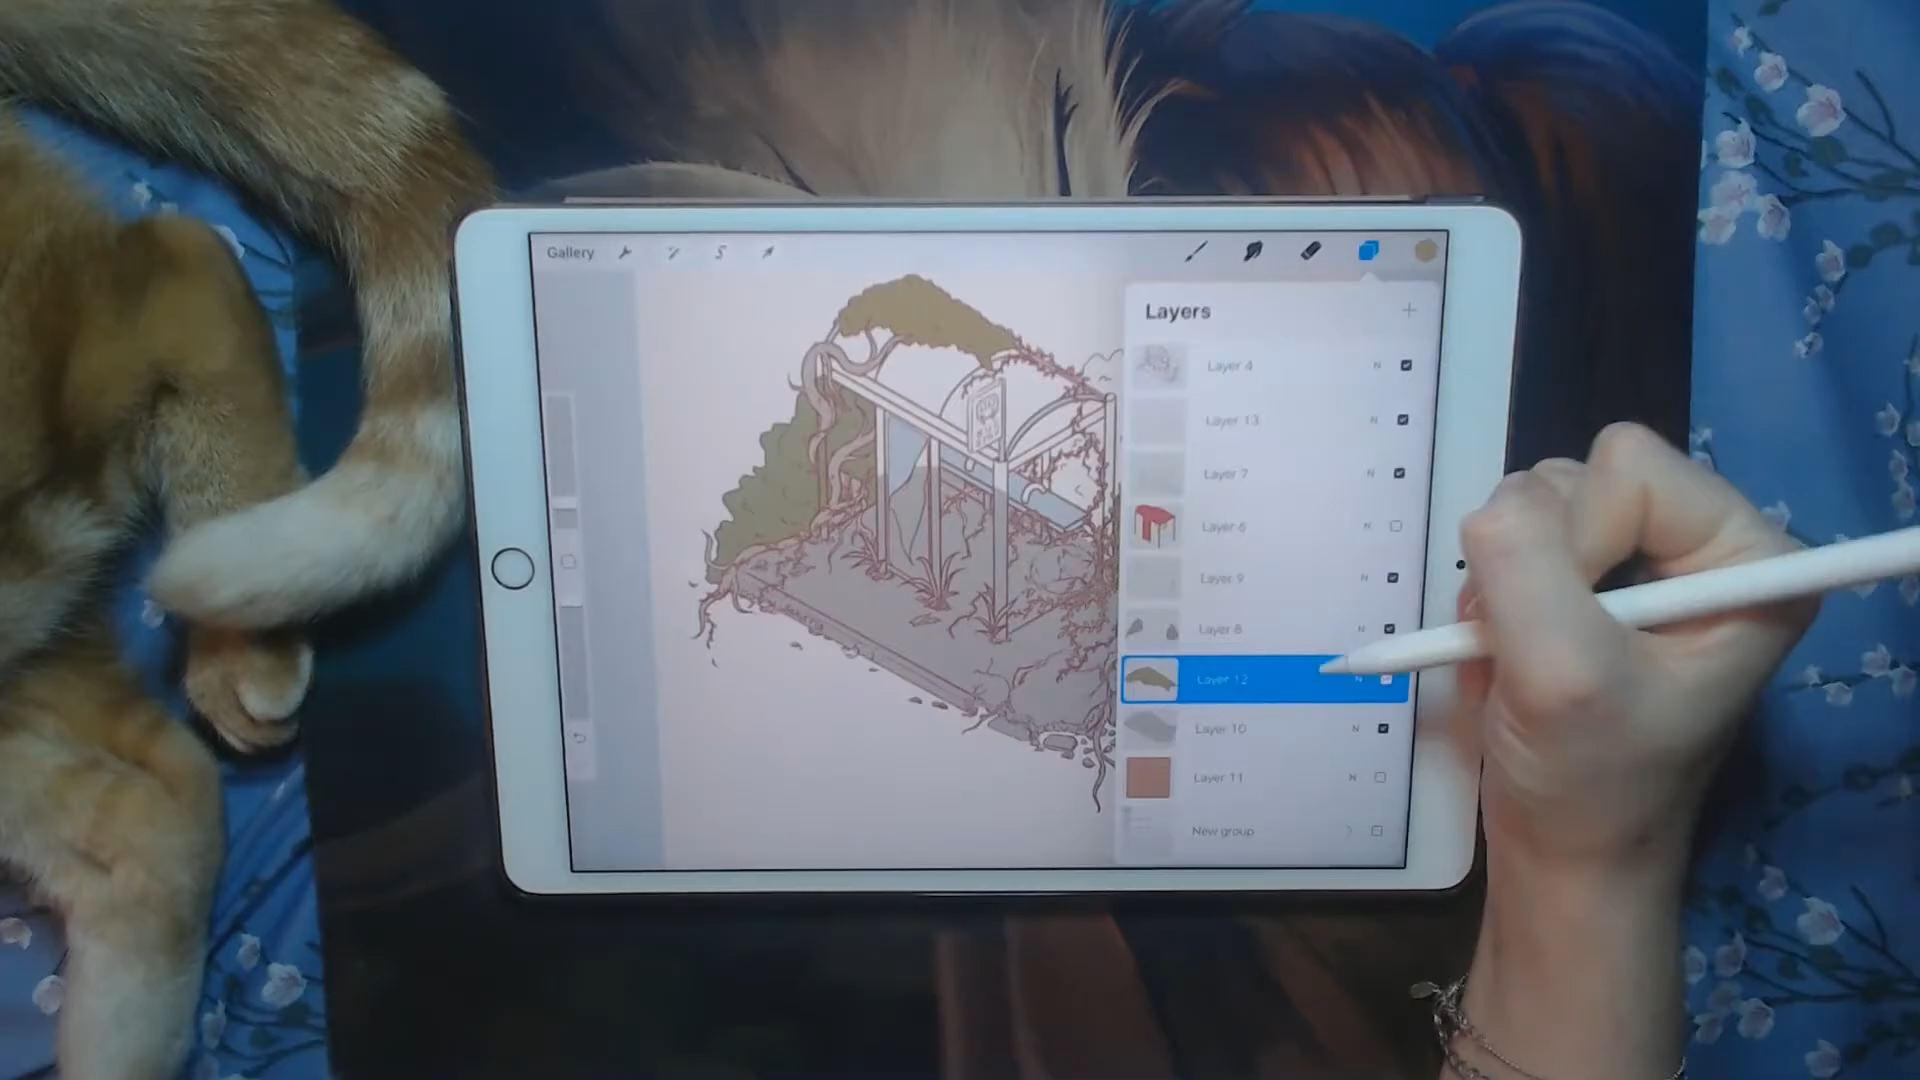 Gallery
Layers
Layer 4 N
Layer 13 N
Layer 7 N
Layer 6 N
Layer 9 N
Layer 8 N
Layer 12 N
Layer 10 N
Layer 11 N
New group